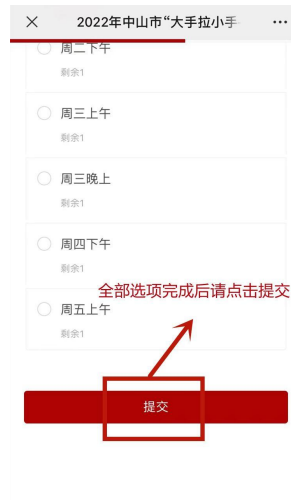 2022年中山市“大手拉小手
周二下午
剩余1
周三上午
剩余1
周三晚上
剩余1
周四下午
剩余1
全部选项完成后请点击提交
周五上午
剩余1
提交